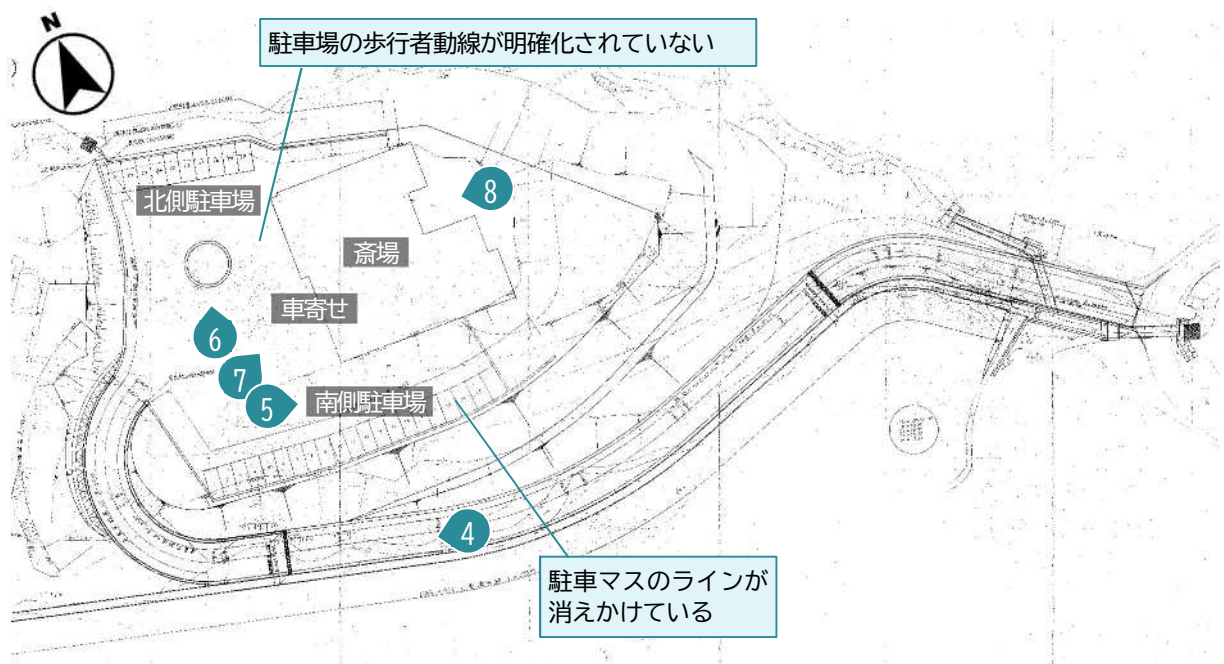 N
駐車場の歩行者動線が明確化されていない
北側駐車場
8
斎場
車寄せ
6
7
5
南側駐車場
4
駐車マスのラインが
消えかけている